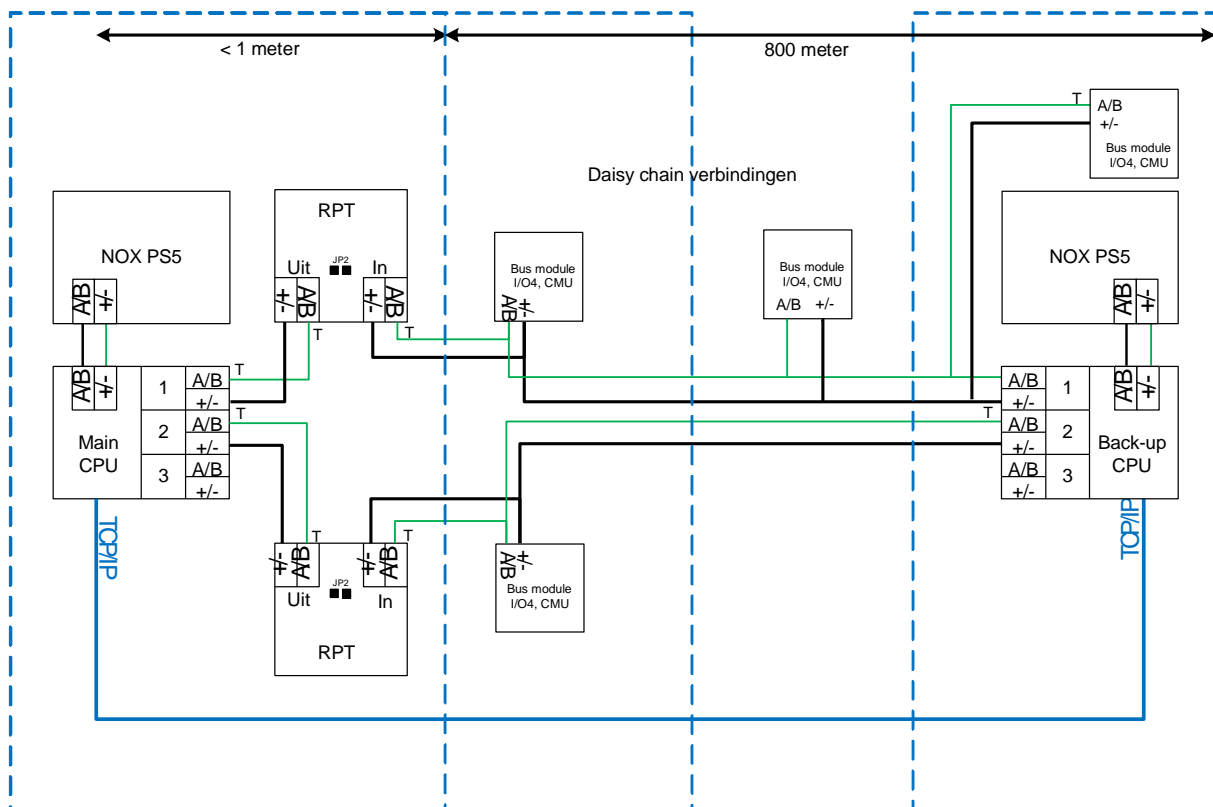 < 1 meter
800 meter
T
A/B
+/-
Bus module
I/O4, CMU
Daisy chain verbindingen
NOX PS5
A/B
+/-
RPT
JP2
Uit
In
+/-
A/B
+/-
A/B
Bus module
I/O4, CMU
A/B
+/-
Bus module
I/O4, CMU
A/B
+/-
NOX PS5
A/B
+/-
T
T
A/B
+/-
Main
CPU
1
A/B
+/-
2
A/B
+/-
3
A/B
+/-
T
T
A/B
+/-
1
A/B
+/-
2
A/B
+/-
3
A/B
+/-
Back-up
CPU
T
TCP/IP
TCP/IP
T
T
+/-
A/B
+/-
A/B
Uit
JP2
In
RPT
A/B
+/-
Bus module
I/O4, CMU